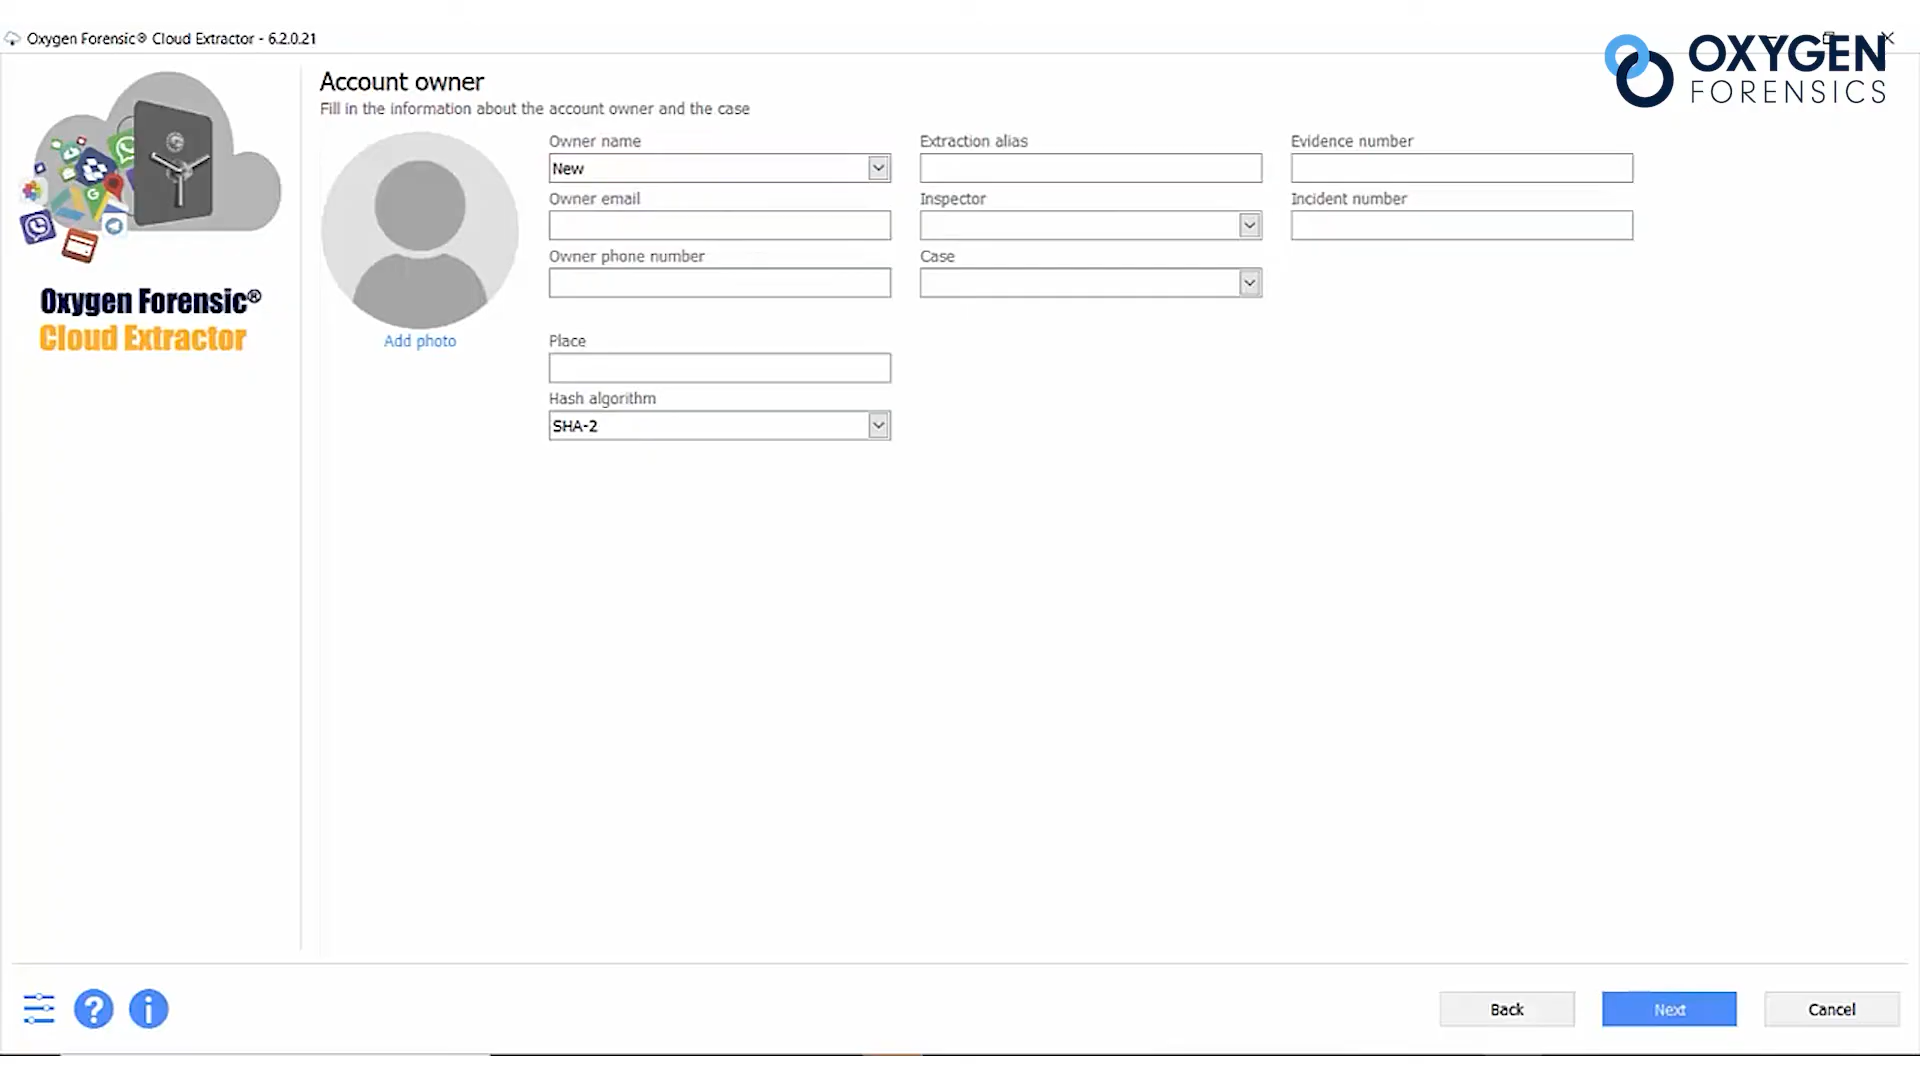 Oxygen Forensic® Cloud Extractor - 6.2.0.21
OXYGEN
FORENSICS
Account owner
Fill in the information about the account owner and the case
Owner name
Extraction alias
Evidence number
New
Owner email
Inspector
Incident number
Owner phone number
Case
Oxygen Forensic®
Cloud Extractor
Add photo
Place
Hash algorithm
SHA-2
Back
Next
Cancel